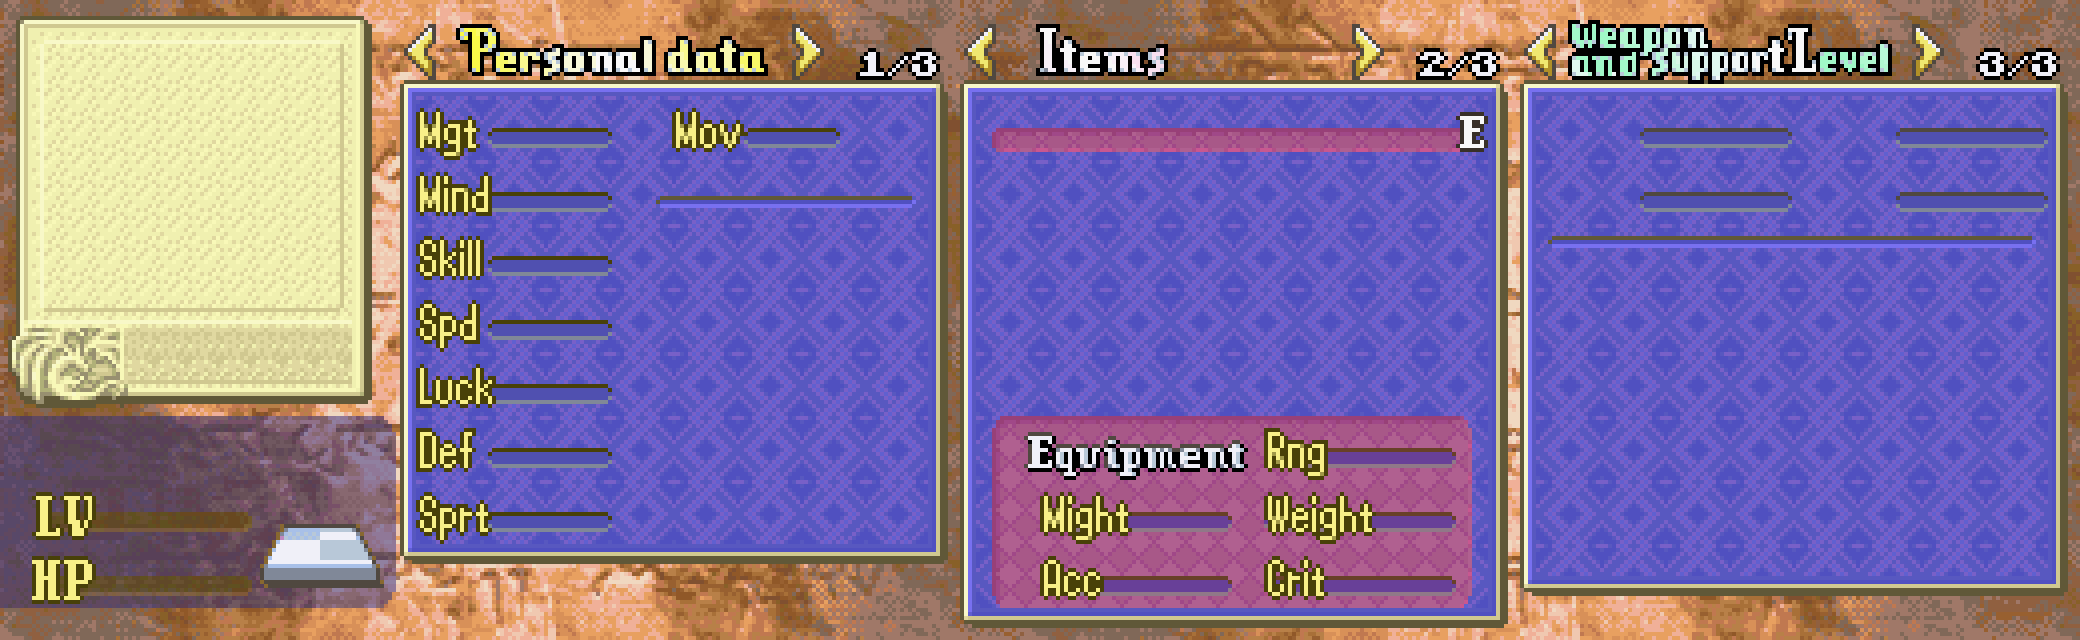 Personal data 1/3
Mgt Mov
Mind
Skill
Spd
Luck
Def
Sprt
LV
HP
Items 2/3
E
Equipment Rng
Might Weight
Acc Crit
Weapon
and Support Level 3/3